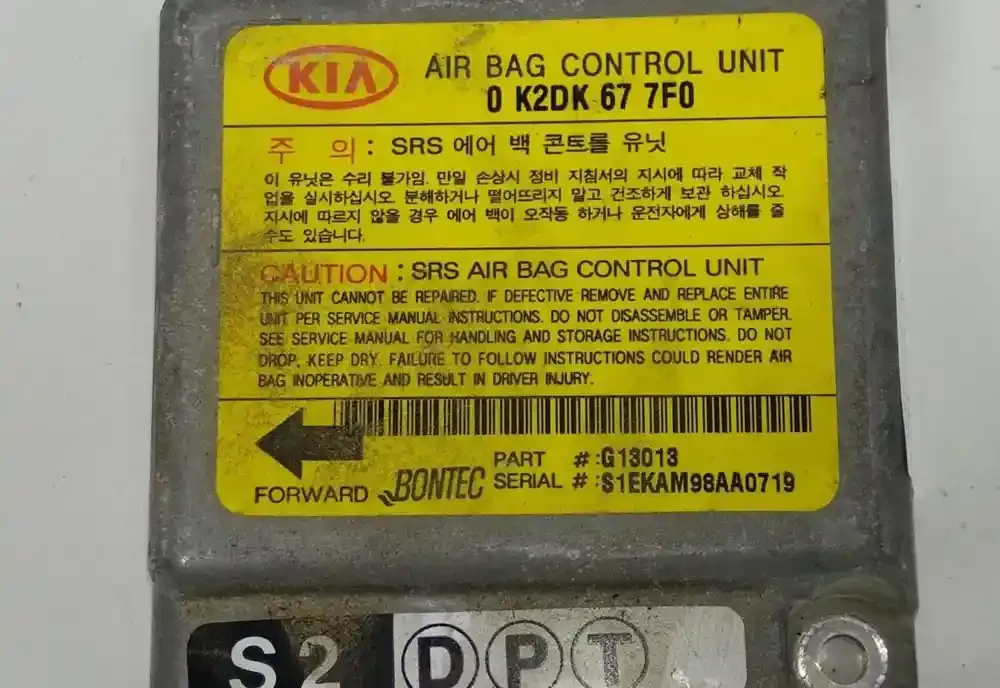 KIA AIR BAG CONTROL UNIT
0 K2DK 67 7F0
주 의 : SRS 에어 백 콘트롤 유닛
이 유닛은 수리 불가임. 만일 손상시 정비 지침서의 지시에 따라 교체 작
업을 실시하십시오. 분해하거나 떨어뜨리지 말고 건조하게 보관 하십시오.
지시에 따르지 않을 경우 에어 백이 오작동 하거나 운전자에게 상해를 줄
수도 있습니다.
CAUTION : SRS AIR BAG CONTROL UNIT
THIS UNIT CANNOT BE REPAIRED. IF DEFECTIVE REMOVE AND REPLACE ENTIRE
UNIT PER SERVICE MANUAL INSTRUCTIONS. DO NOT DISASSEMBLE OR TAMPER.
SEE SERVICE MANUAL FOR HANDLING AND STORAGE INSTRUCTIONS. DO NOT
DROP, KEEP DRY. FAILURE TO FOLLOW INSTRUCTIONS COULD RENDER AIR
BAG INOPERATIVE AND RESULT IN DRIVER INJURY.
FORWARD BONTEC
PART # :G13013
SERIAL # :S1EKAM98AA0719
S2 D P T